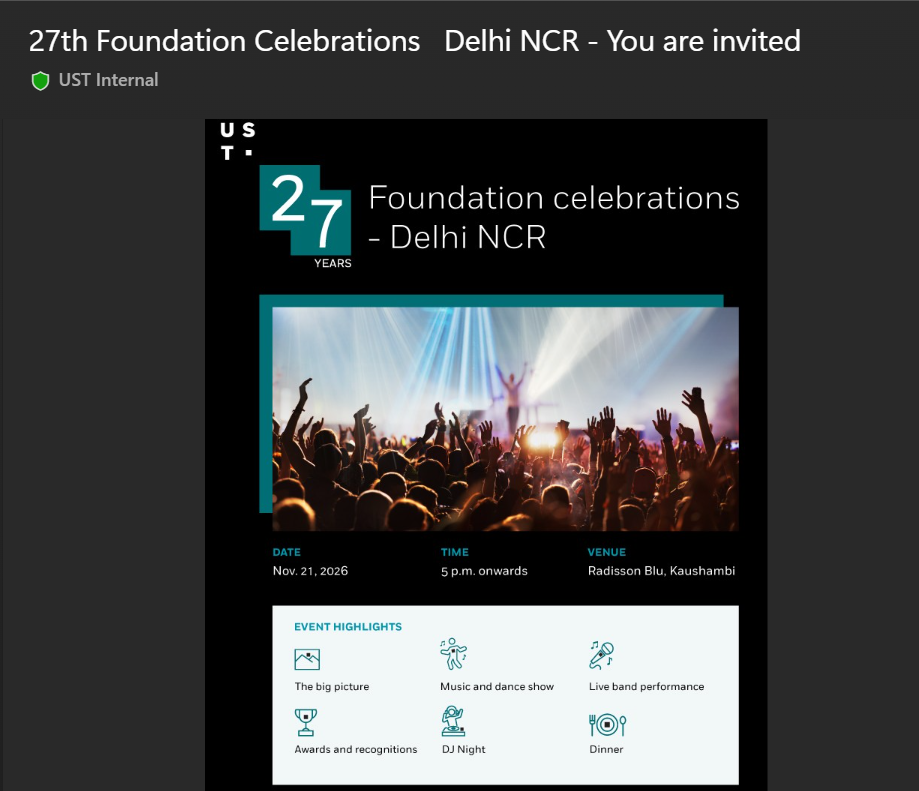 27th Foundation Celebrations   Delhi NCR - You are invited
UST Internal
U S
T
27
YEARS
Foundation celebrations
- Delhi NCR
DATE
Nov. 21, 2026
TIME
5 p.m. onwards
VENUE
Radisson Blu, Kaushambi
EVENT HIGHLIGHTS
The big picture
Music and dance show
Live band performance
Awards and recognitions
DJ Night
Dinner